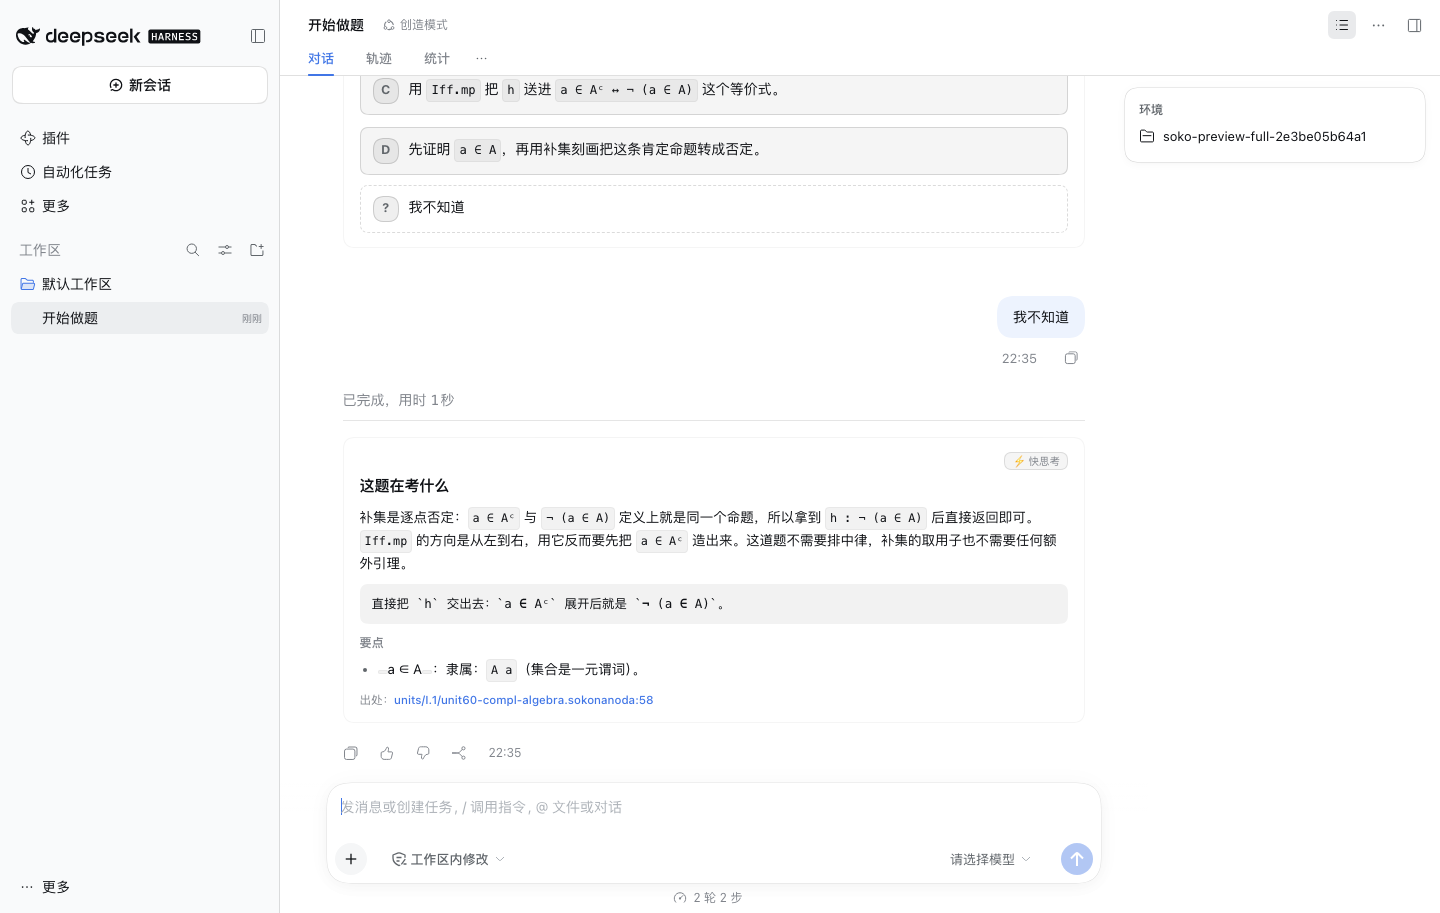 deepseek HARNESS
新会话
插件
自动化任务
更多
工作区
默认工作区
开始做题 刚刚
... 更多
开始做题 创造模式
对话 轨迹 统计 ...
C 用 Iff.mp 把 h 送进 a ∈ Aᶜ ↔ ¬ (a ∈ A) 这个等价式。
D 先证明 a ∈ A，再用补集刻画把这条肯定命题转成否定。
? 我不知道
我不知道
22:35
已完成，用时 1秒
⚡ 快思考
这题在考什么
补集是逐点否定：a ∈ Aᶜ 与 ¬ (a ∈ A) 定义上就是同一个命题，所以拿到 h : ¬ (a ∈ A) 后直接返回即可。
Iff.mp 的方向是从左到右，用它反而要先把 a ∈ Aᶜ 造出来。这道题不需要排中律，补集的取用子也不需要任何额
外引理。
直接把 `h` 交出去：`a ∈ Aᶜ` 展开后就是 `¬ (a ∈ A)`。
要点
• a ∈ A ：隶属：A a（集合是一元谓词）。
出处：units/I.1/unit60-compl-algebra.sokonanoda:58
22:35
发消息或创建任务, / 调用指令, @ 文件或对话
+ 工作区内修改
请选择模型
2 轮 2 步
环境
soko-preview-full-2e3be05b64a1